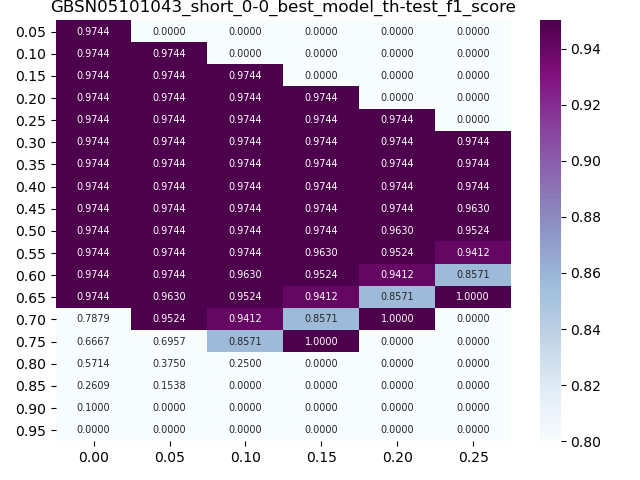 GBSN05101043_short_0-0_best_model_th-test_f1_score
0.05 0.9744 0.0000 0.0000 0.0000 0.0000 0.0000
0.10 0.9744 0.9744 0.0000 0.0000 0.0000 0.0000
0.15 0.9744 0.9744 0.9744 0.0000 0.0000 0.0000
0.20 0.9744 0.9744 0.9744 0.9744 0.0000 0.0000
0.25 0.9744 0.9744 0.9744 0.9744 0.9744 0.0000
0.30 0.9744 0.9744 0.9744 0.9744 0.9744 0.9744
0.35 0.9744 0.9744 0.9744 0.9744 0.9744 0.9744
0.40 0.9744 0.9744 0.9744 0.9744 0.9744 0.9744
0.45 0.9744 0.9744 0.9744 0.9744 0.9744 0.9630
0.50 0.9744 0.9744 0.9744 0.9744 0.9630 0.9524
0.55 0.9744 0.9744 0.9744 0.9630 0.9524 0.9412
0.60 0.9744 0.9744 0.9630 0.9524 0.9412 0.8571
0.65 0.9744 0.9630 0.9524 0.9412 0.8571 1.0000
0.70 0.7879 0.9524 0.9412 0.8571 1.0000 0.0000
0.75 0.6667 0.6957 0.8571 1.0000 0.0000 0.0000
0.80 0.5714 0.3750 0.2500 0.0000 0.0000 0.0000
0.85 0.2609 0.1538 0.0000 0.0000 0.0000 0.0000
0.90 0.1000 0.0000 0.0000 0.0000 0.0000 0.0000
0.95 0.0000 0.0000 0.0000 0.0000 0.0000 0.0000
0.00 0.05 0.10 0.15 0.20 0.25
0.94
0.92
0.90
0.88
0.86
0.84
0.82
0.80